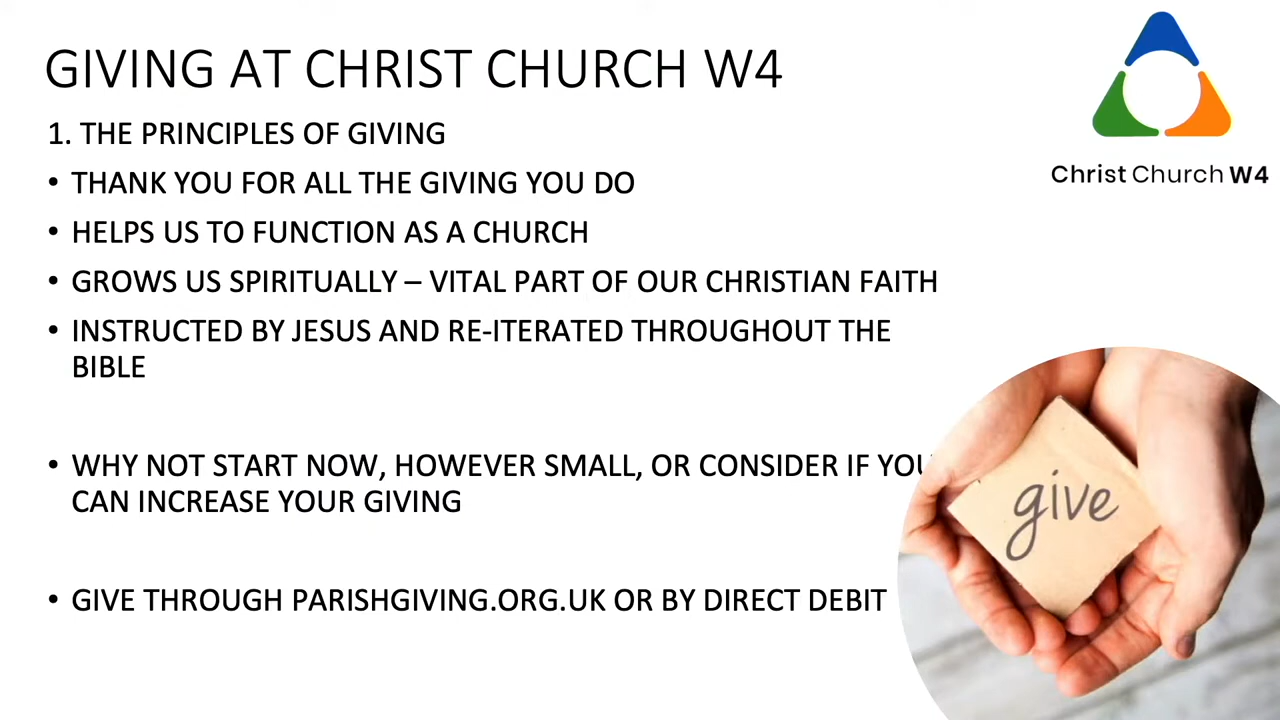 GIVING AT CHRIST CHURCH W4
Christ Church W4
1. THE PRINCIPLES OF GIVING
• THANK YOU FOR ALL THE GIVING YOU DO
• HELPS US TO FUNCTION AS A CHURCH
• GROWS US SPIRITUALLY – VITAL PART OF OUR CHRISTIAN FAITH
• INSTRUCTED BY JESUS AND RE-ITERATED THROUGHOUT THE
BIBLE
• WHY NOT START NOW, HOWEVER SMALL, OR CONSIDER IF YOU
CAN INCREASE YOUR GIVING
give
• GIVE THROUGH PARISHGIVING.ORG.UK OR BY DIRECT DEBIT